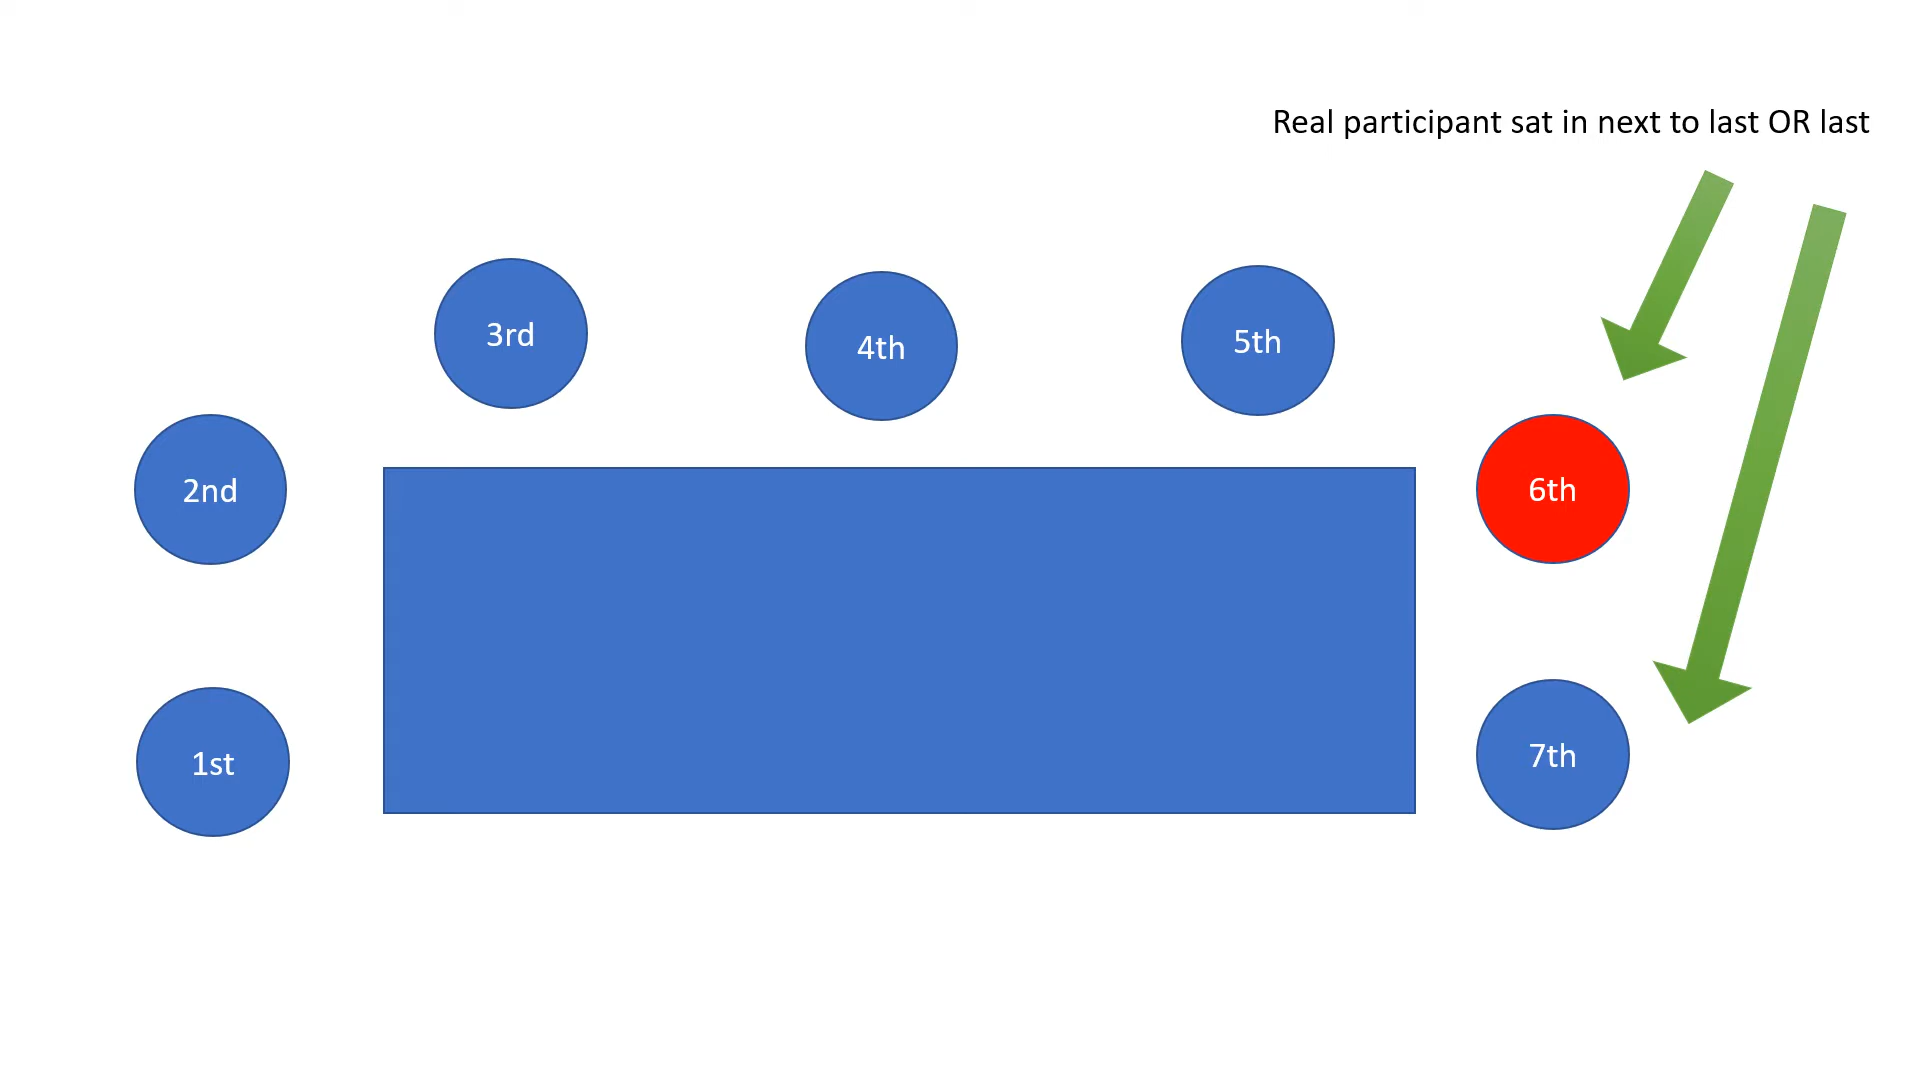 Real participant sat in next to last OR last
3rd
4th
5th
2nd
6th
1st
7th